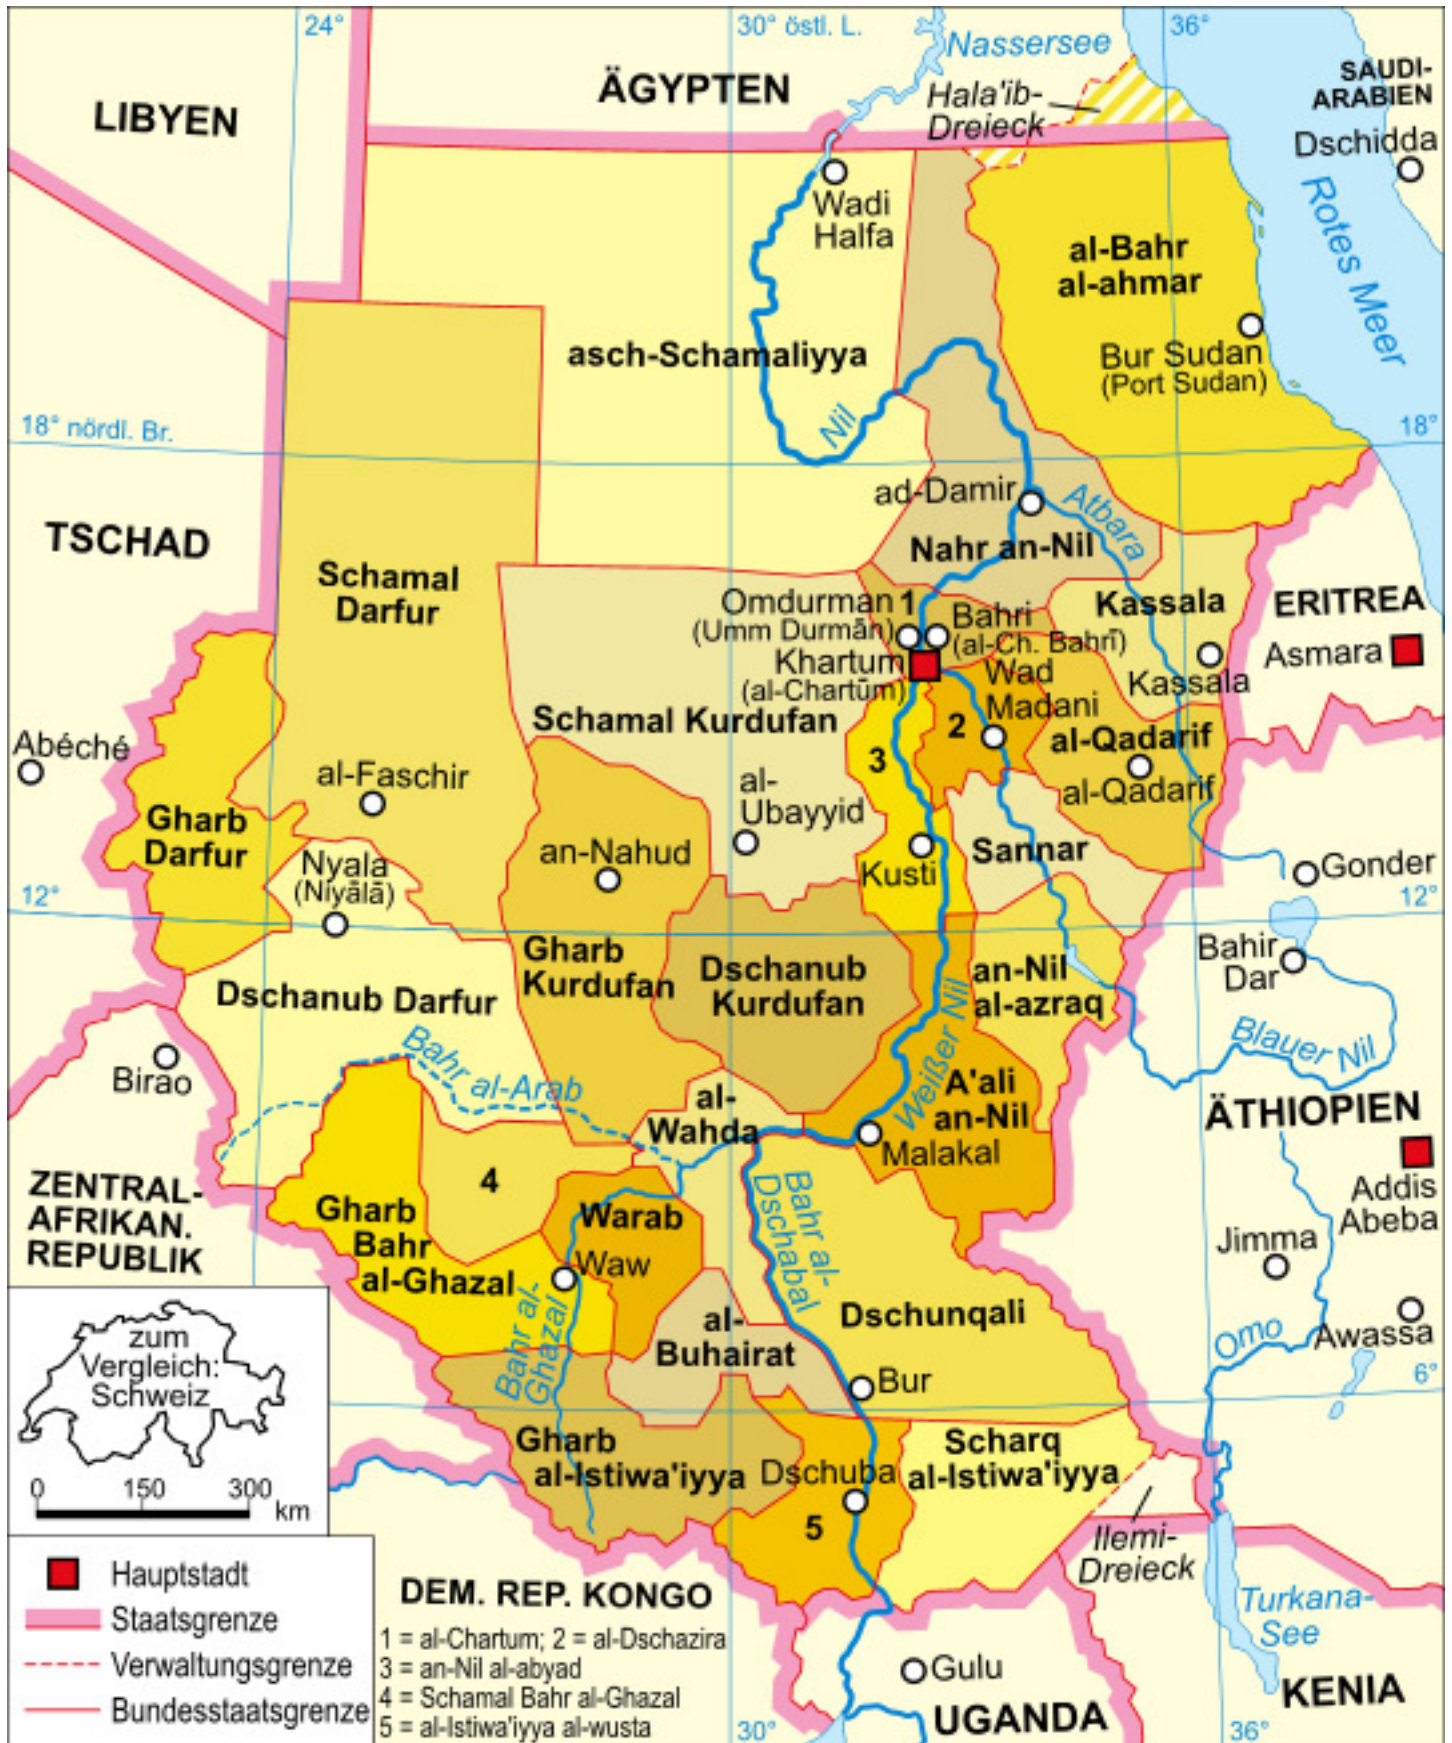 24°
30° östl. L.
36°
Nassersee
LIBYEN
ÄGYPTEN
Hala'ib-
Dreieck
SAUDI-
ARABIEN
Dschidda
Wadi
Halfa
Rotes Meer
al-Bahr
al-ahmar
asch-Schamaliyya
Bur Sudan
(Port Sudan)
Nil
18° nördl. Br.
18°
ad-Damir
Atbara
TSCHAD
Nahr an-Nil
Schamal
Darfur
Omdurman
(Umm Durmān)
1
Bahri
(al-Ch. Bahrī)
Kassala
ERITREA
Asmara
Khartum
(al-Chartūm)
Wad
Madani
Kassala
Schamal Kurdufan
2
3
al-Qadarif
al-Qadarif
Abéché
al-Faschir
al-
Ubayyid
Gharb
Darfur
Nyala
(Niyālā)
an-Nahud
Kusti
Sannar
Gonder
12°
12°
Gharb
Kurdufan
Dschanub
Kurdufan
an-Nil
al-azraq
Bahir
Dar
Dschanub Darfur
Weißer Nil
Blauer Nil
Birao
Bahr al-Arab
al-
Wahda
A'ali
an-Nil
Malakal
ÄTHIOPIEN
Addis
Abeba
ZENTRAL-
AFRIKAN.
REPUBLIK
4
Gharb
Bahr
al-Ghazal
Warab
Waw
Bahr al-
Dschabal
Jimma
Bahr al-
Ghazal
al-
Buhairat
Dschunqali
Omo
Awassa
zum
Vergleich:
Schweiz
Bur
6°
Gharb
al-Istiwa'iyya
Dschuba
Scharq
al-Istiwa'iyya
0 150 300
km
5
Ilemi-
Dreieck
Hauptstadt
Staatsgrenze
Verwaltungsgrenze
Bundesstaatsgrenze
DEM. REP. KONGO
1 = al-Chartum; 2 = al-Dschazira
3 = an-Nil al-abyad
4 = Schamal Bahr al-Ghazal
5 = al-Istiwa'iyya al-wusta
Turkana-
See
Gulu
KENIA
UGANDA
30°
36°